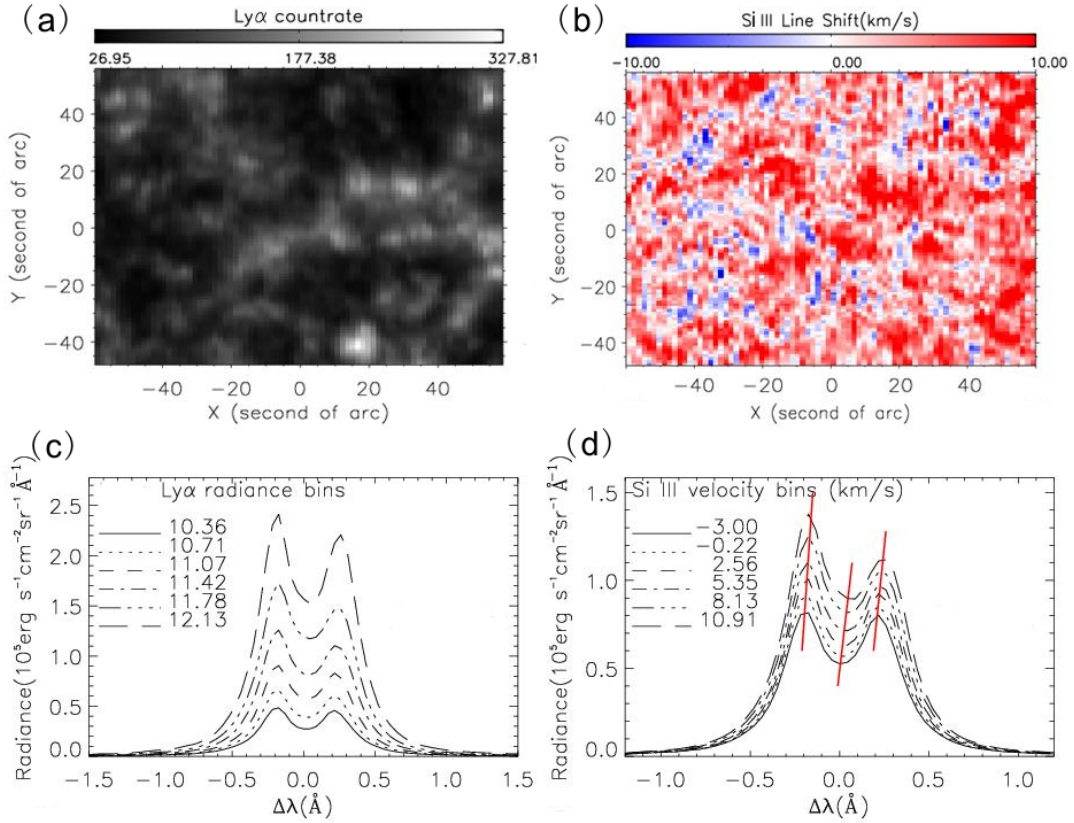 (a)
Lyα countrate
26.95 177.38 327.81
Y (second of arc)
40
20
0
−20
−40
−40 −20 0 20 40
X (second of arc)
(b)
Si III Line Shift(km/s)
−10.00 0.00 10.00
Y (second of arc)
40
20
0
−20
−40
−40 −20 0 20 40
X (second of arc)
(c)
Radiance(10⁵erg s⁻¹cm⁻²sr⁻¹Å⁻¹)
Lyα radiance bins
10.36
10.71
11.07
11.42
11.78
12.13
2.5
2.0
1.5
1.0
0.5
0.0
−1.5 −1.0 −0.5 0.0 0.5 1.0 1.5
Δλ(Å)
(d)
Radiance(10⁵erg s⁻¹cm⁻²sr⁻¹Å⁻¹)
Si III velocity bins (km/s)
−3.00
−0.22
2.56
5.35
8.13
10.91
1.5
1.0
0.5
0.0
−1.0 −0.5 0.0 0.5 1.0
Δλ(Å)